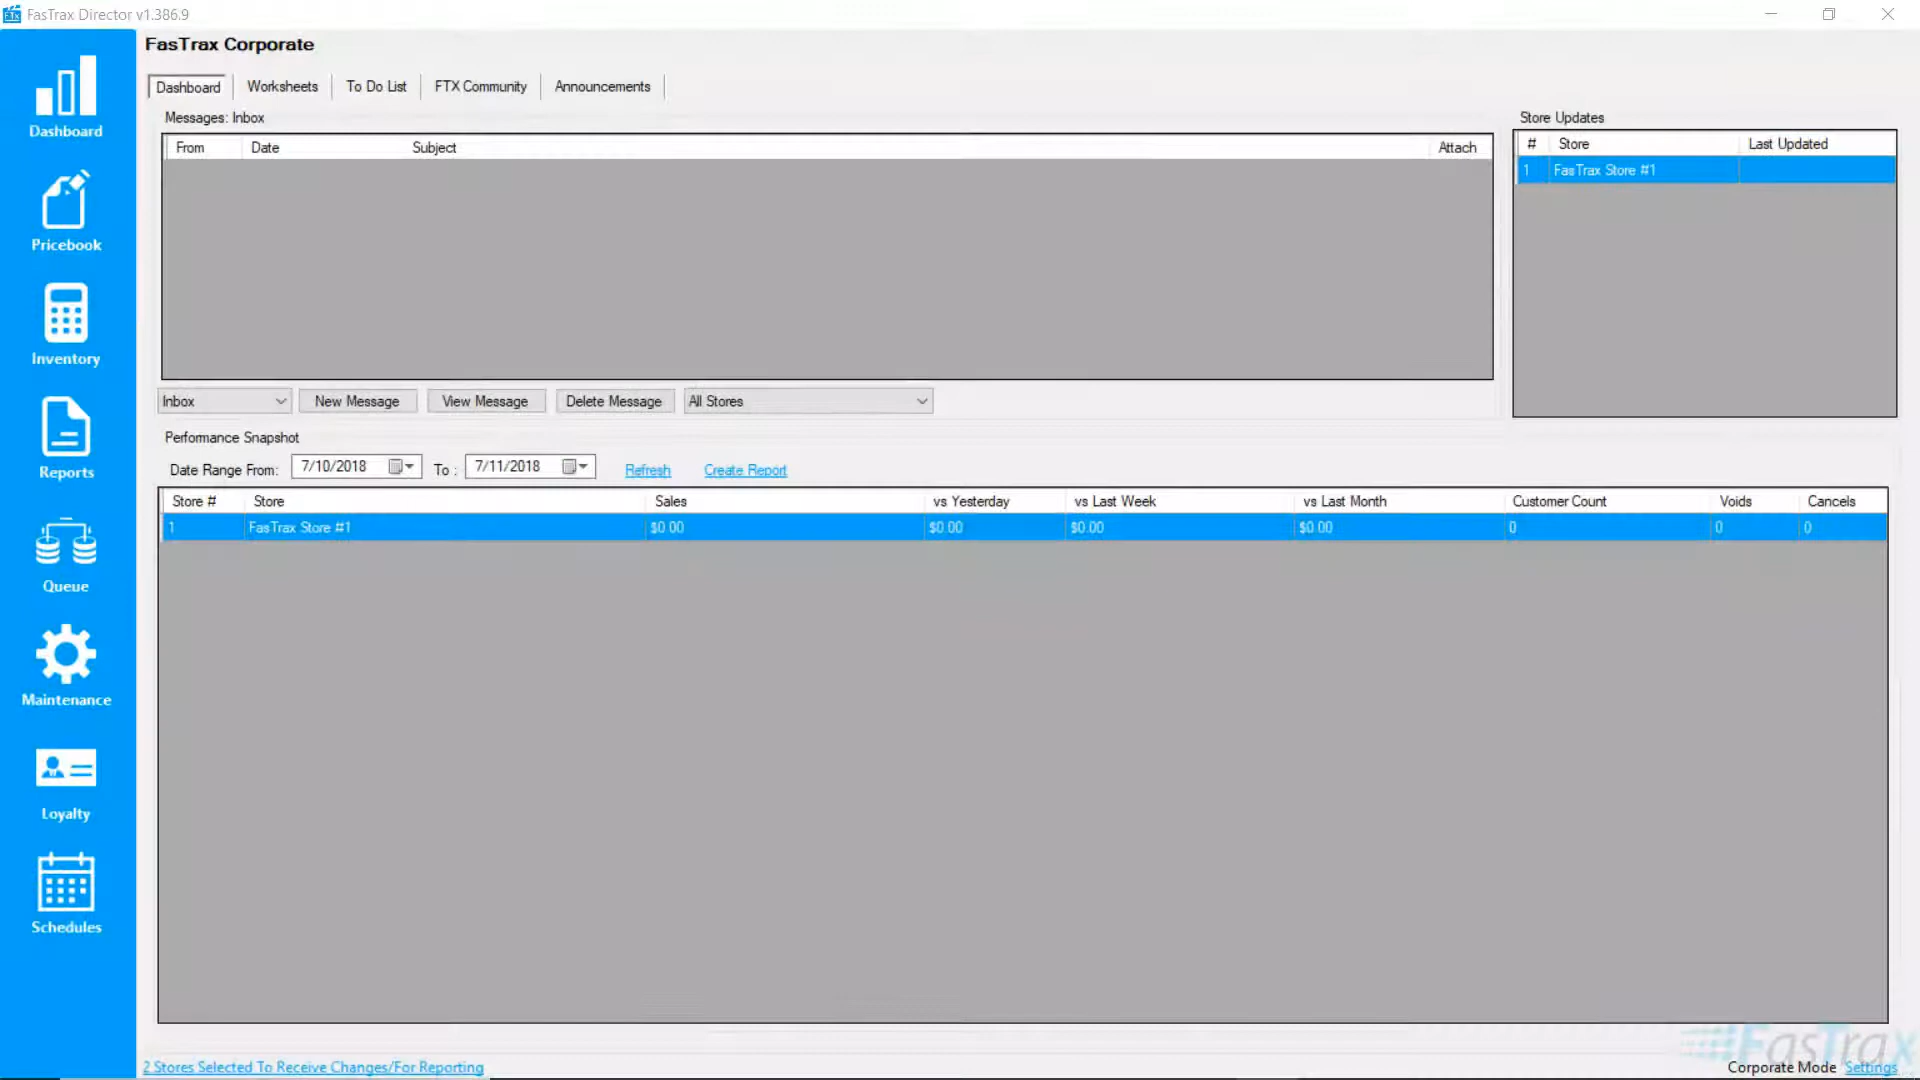 FasTrax Director v1.386.9
FasTrax Corporate
Dashboard Worksheets To Do List FTX Community Announcements
Messages: Inbox
From Date Subject Attach
Store Updates
# Store Last Updated
1 FasTrax Store #1
Inbox New Message View Message Delete Message All Stores
Performance Snapshot
Date Range From: 7/10/2018 To : 7/11/2018 Refresh Create Report
Store # Store Sales vs Yesterday vs Last Week vs Last Month Customer Count Voids Cancels
1 FasTrax Store #1 $0.00 $0.00 $0.00 $0.00 0 0 0
Dashboard
Pricebook
Inventory
Reports
Queue
Maintenance
Loyalty
Schedules
FasTrax
2 Stores Selected To Receive Changes/For Reporting
Corporate Mode Settings